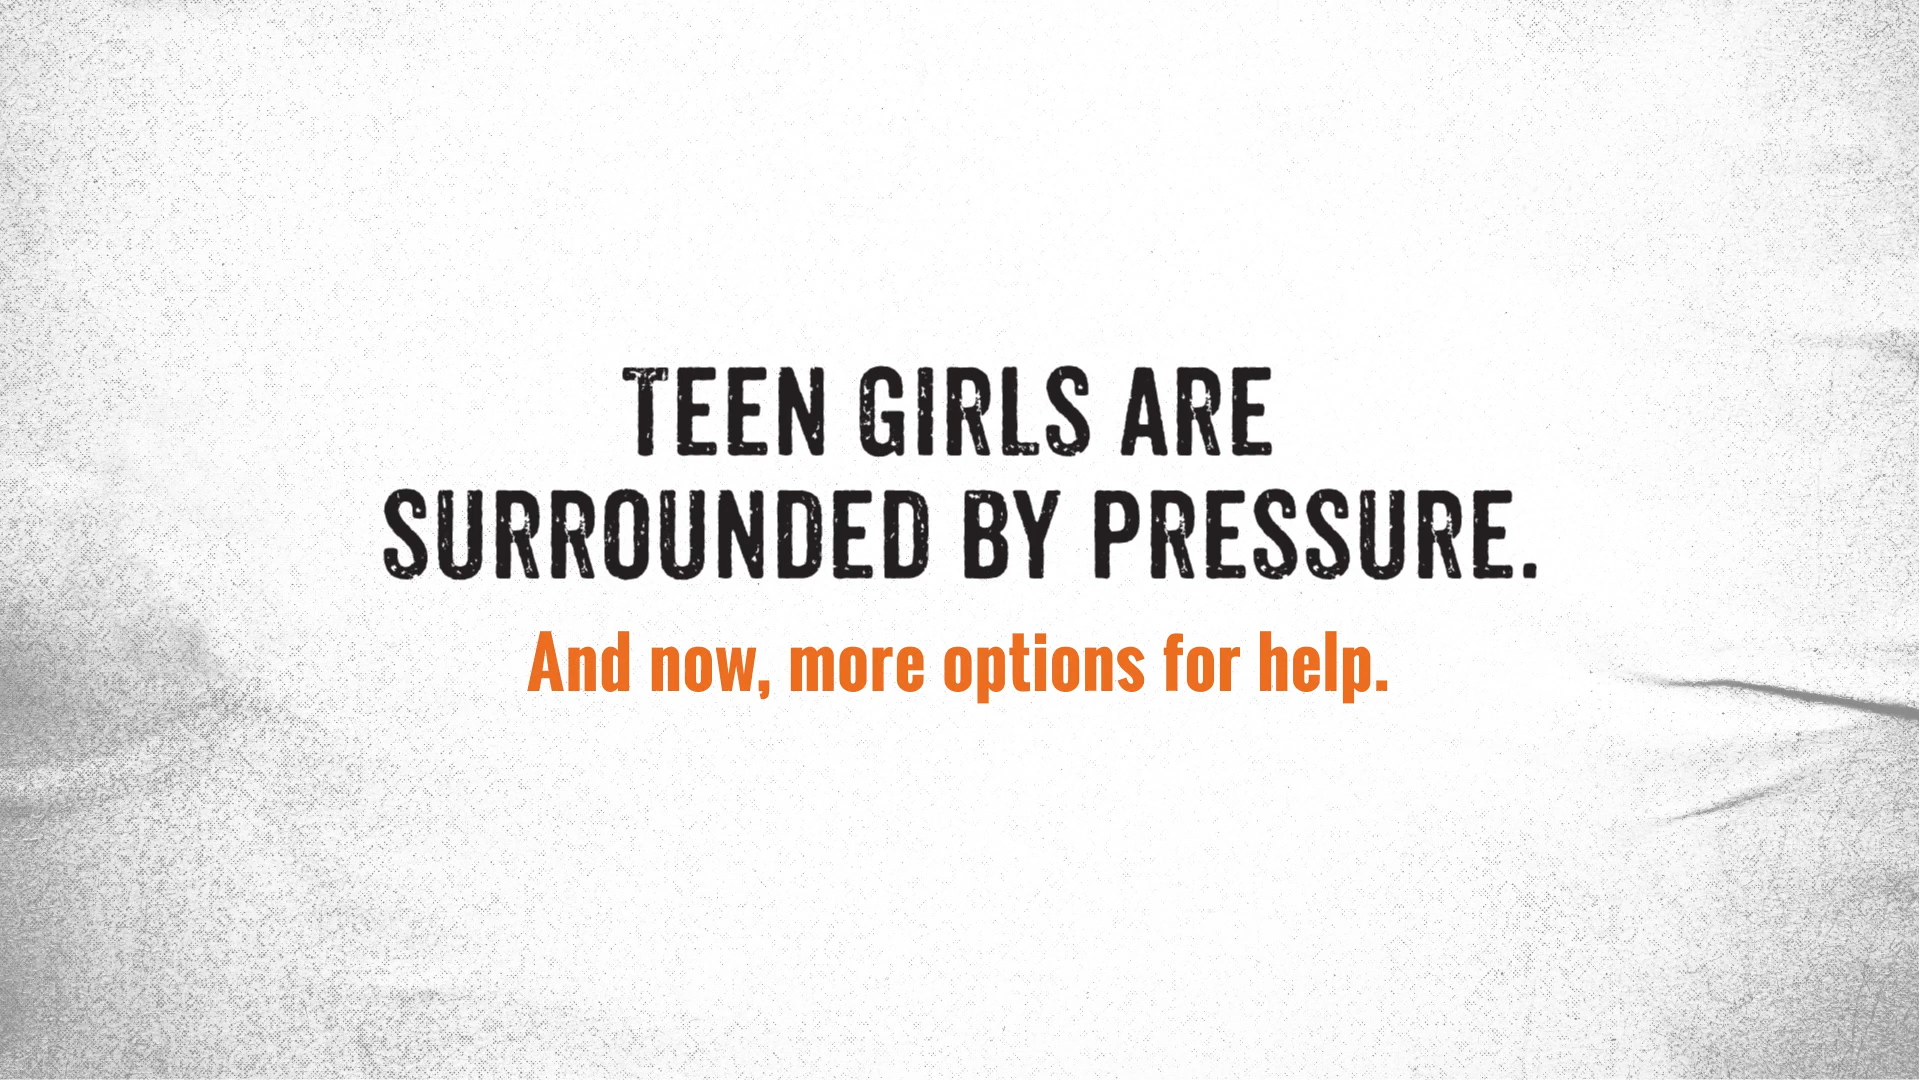 TEEN GIRLS ARE
SURROUNDED BY PRESSURE.
And now, more options for help.